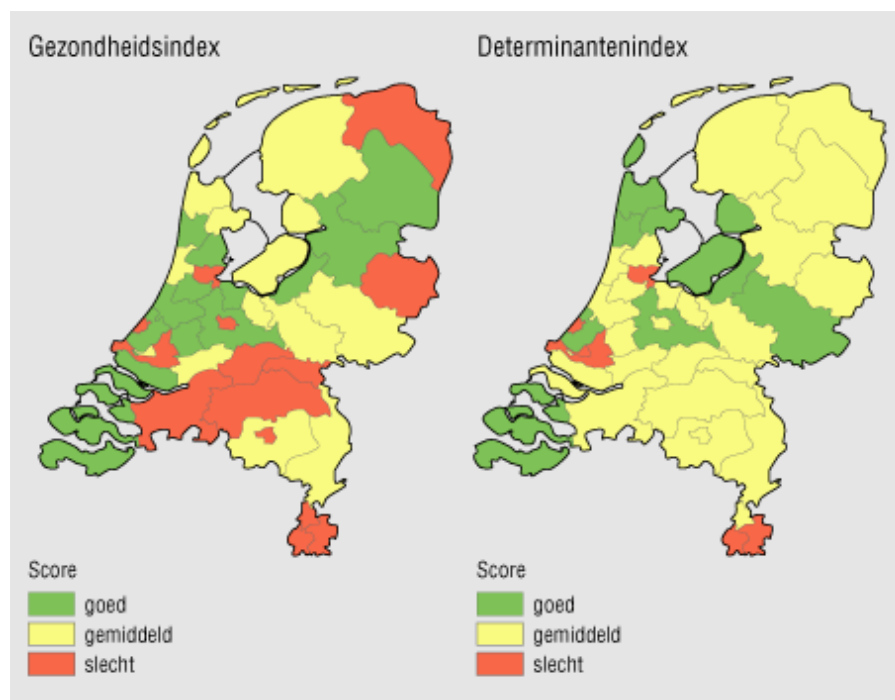 Gezondheidsindex
Determinantenindex
Score
goed
gemiddeld
slecht
Score
goed
gemiddeld
slecht